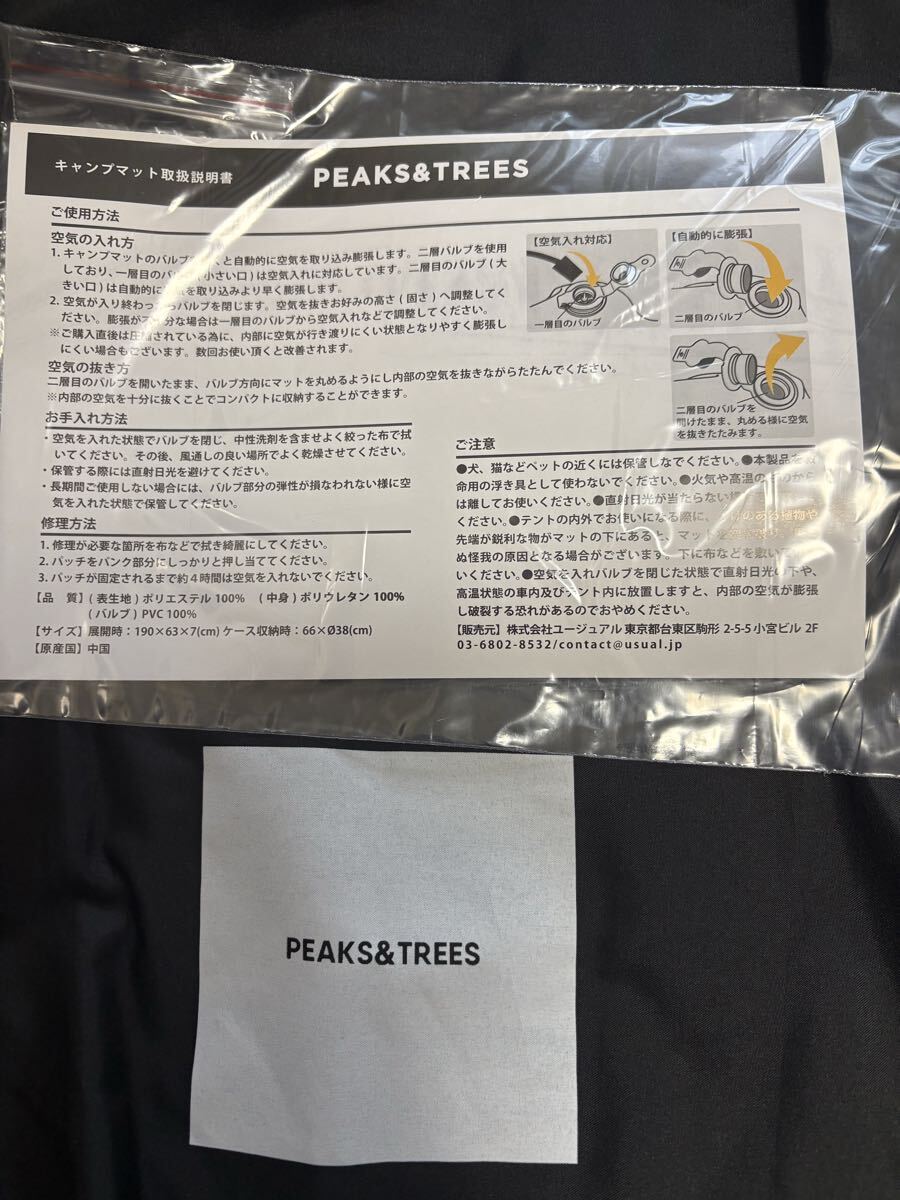 キャンプマット取扱説明書
PEAKS&TREES
ご使用方法
空気の入れ方
1. キャンプマットのバルブ と自動的に空気を取り込み膨張します。二層バルブを使用
しており、一層目のバルブ(小さい口)は空気入れに対応しています。二層目のバルブ(大
きい口)は自動的に を取り込みより早く膨張します。
2. 空気が入り終わったらバルブを閉じます。空気を抜きお好みの高さ(固さ)へ調整してく
ださい。膨張が不十分な場合は一層目のバルブから空気入れなどで調整してください。
※ご購入直後は圧縮されている為に、内部に空気が行き渡りにくい状態となりやすく膨張し
にくい場合もございます。数回お使い頂くと改善されます。
【空気入れ対応】
一層目のバルブ
【自動的に膨張】
二層目のバルブ
空気の抜き方
二層目のバルブを開いたまま、バルブ方向にマットを丸めるようにし内部の空気を抜きながらたたんでください。
※内部の空気を十分に抜くことでコンパクトに収納することができます。
二層目のバルブを
開けたまま、丸める様に空気
を抜きたたみます。
お手入れ方法
・空気を入れた状態でバルブを閉じ、中性洗剤を含ませよく絞った布で拭
いてください。その後、風通しの良い場所でよく乾燥させてください。
・保管する際には直射日光を避けてください。
・長期間ご使用しない場合には、バルブ部分の弾性が損なわれない様に空
気を入れた状態で保管してください。
修理方法
1. 修理が必要な箇所を布などで拭き綺麗にしてください。
2. パッチをパンク部分にしっかりと押し当ててください。
3. パッチが固定されるまで約4時間は空気を入れないでください。
【品　質】(表生地)ポリエステル100%　(中身)ポリウレタン100%
(バルブ)PVC 100%
【サイズ】展開時：190×63×7(cm) ケース収納時：66×Ø38(cm)
【原産国】中国
ご注意
●犬、猫などペットの近くには保管しなでください。●本製品を救
命用の浮き具として使わないでください。●火気や高温のものから
は離してお使いください。●直射日光が当たらない
ください。●テントの内外でお使いになる際に、とげのある植物や
先端が鋭利な物がマットの下にあると、マットを
ぬ怪我の原因となる場合がございます。下に布などを敷いて
いください。●空気を入れバルブを閉じた状態で直射日光の下や、
高温状態の車内及びテント内に放置しますと、内部の空気が膨張
し破裂する恐れがあるのでおやめください。
【販売元】株式会社ユージュアル 東京都台東区駒形 2-5-5 小宮ビル 2F
03-6802-8532/contact@usual.jp
PEAKS&TREES